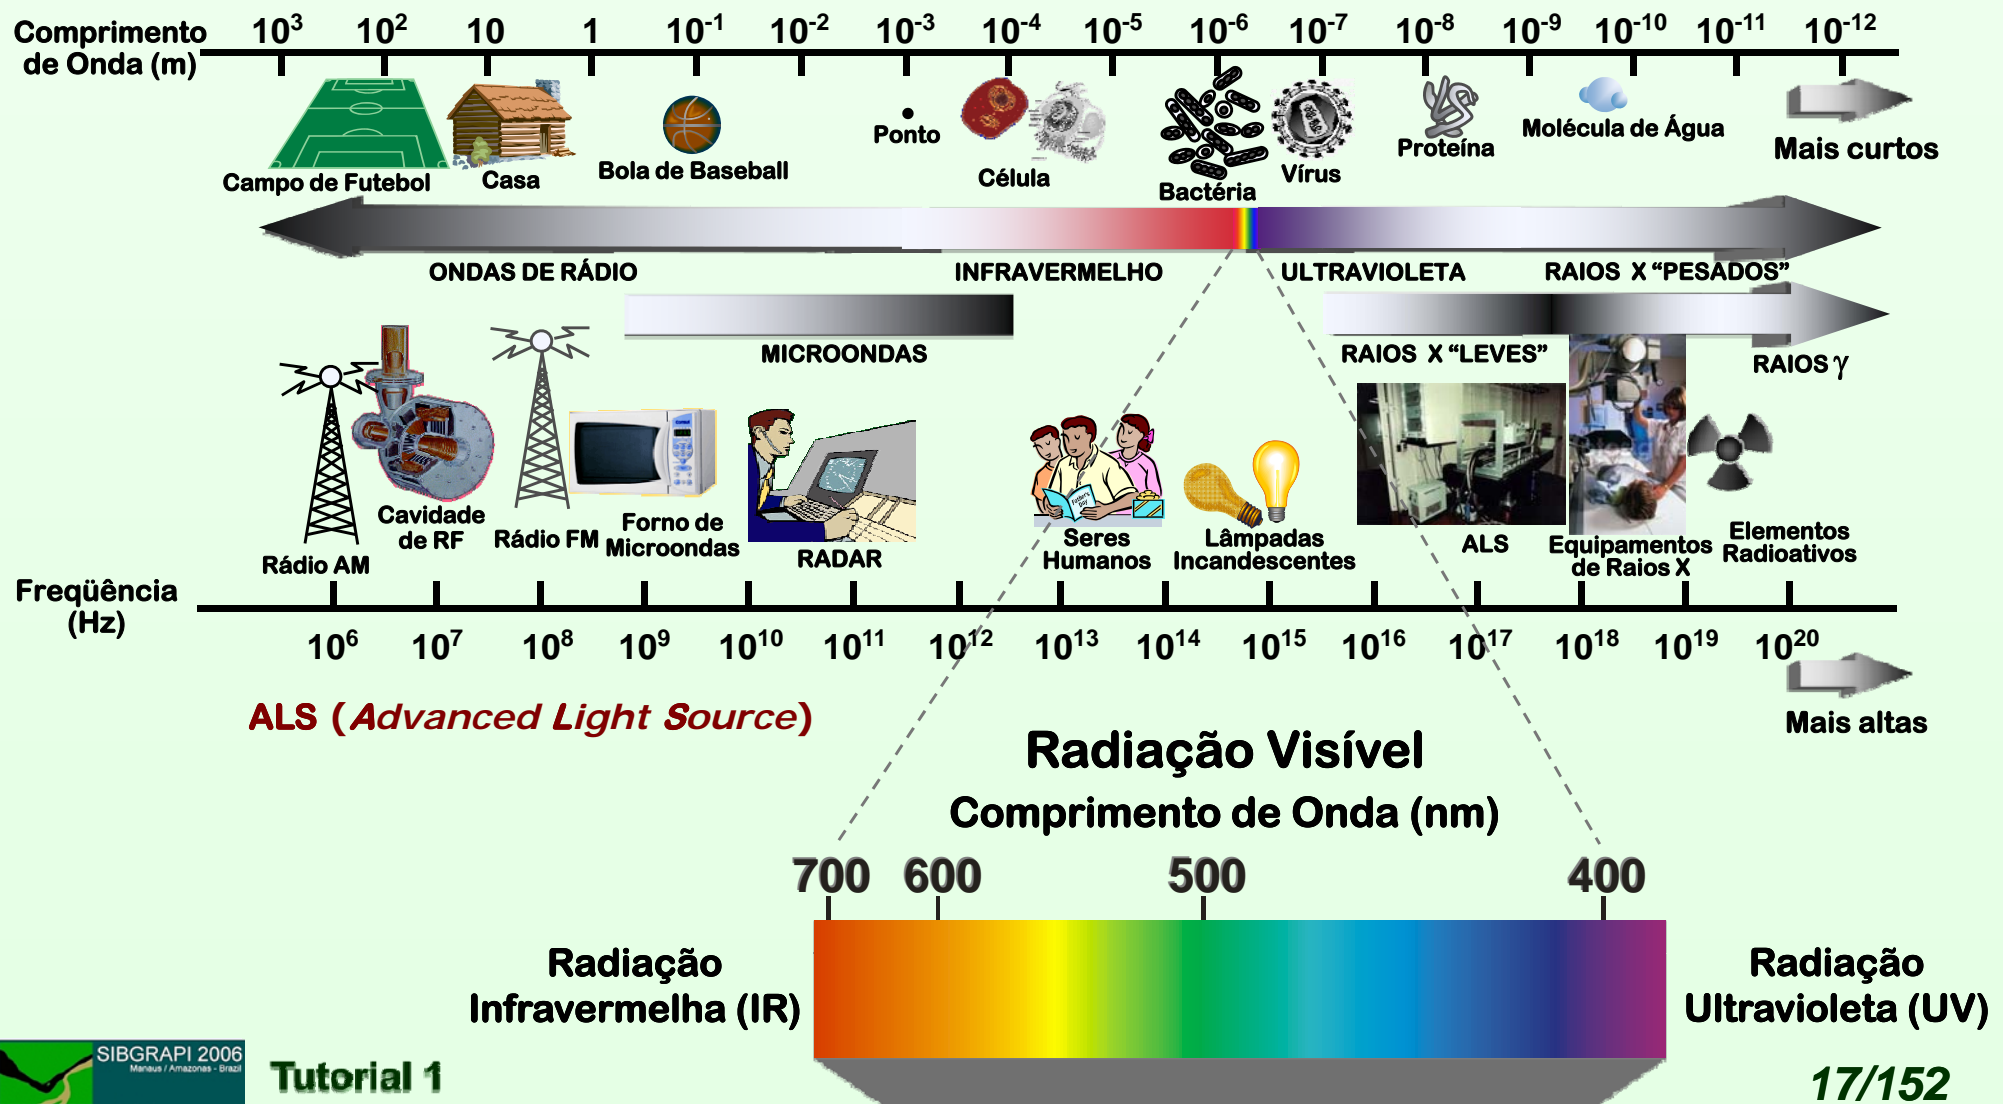 Comprimento
de Onda (m)
10³ 10² 10 1 10⁻¹ 10⁻² 10⁻³ 10⁻⁴ 10⁻⁵ 10⁻⁶ 10⁻⁷ 10⁻⁸ 10⁻⁹ 10⁻¹⁰ 10⁻¹¹ 10⁻¹²
Campo de Futebol
Casa
Bola de Baseball
Ponto
Célula
Bactéria
Vírus
Proteína
Molécula de Água
Mais curtos
ONDAS DE RÁDIO
INFRAVERMELHO
ULTRAVIOLETA
RAIOS X “PESADOS”
MICROONDAS
RAIOS X “LEVES”
RAIOS γ
Rádio AM
Cavidade
de RF
Rádio FM
Forno de
Microondas
RADAR
Father's
Day
Seres
Humanos
Lâmpadas
Incandescentes
ALS
Equipamentos
de Raios X
Elementos
Radioativos
Freqüência
(Hz)
10⁶ 10⁷ 10⁸ 10⁹ 10¹⁰ 10¹¹ 10¹² 10¹³ 10¹⁴ 10¹⁵ 10¹⁶ 10¹⁷ 10¹⁸ 10¹⁹ 10²⁰
Mais altas
ALS (Advanced Light Source)
Radiação Visível
Comprimento de Onda (nm)
700 600 500 400
Radiação
Infravermelha (IR)
Radiação
Ultravioleta (UV)
SIBGRAPI 2006
Manaus / Amazonas - Brazil
Tutorial 1
17/152